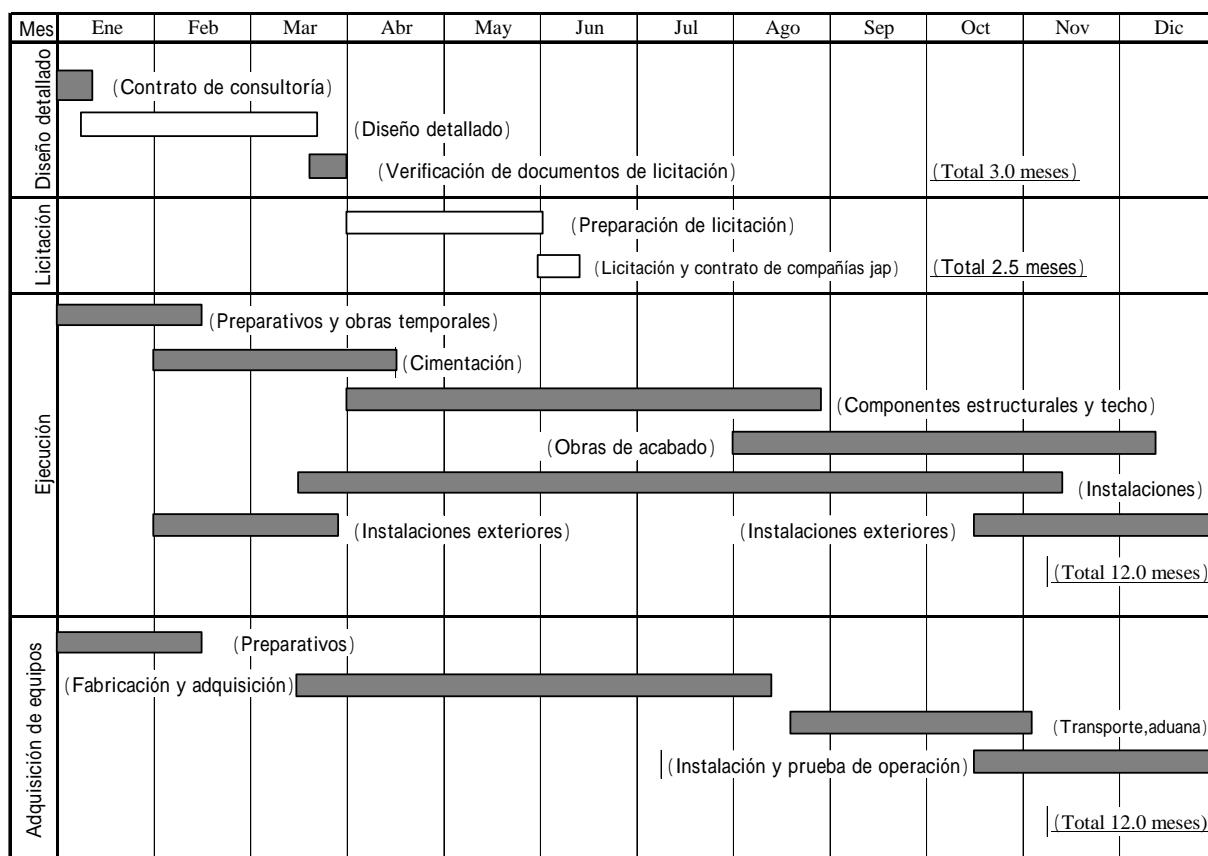 Mes Ene Feb Mar Abr May Jun Jul Ago Sep Oct Nov Dic
Diseño detallado
(Contrato de consultoría)
(Diseño detallado)
(Verificación de documentos de licitación)
(Total 3.0 meses)
Licitación
(Preparación de licitación)
(Licitación y contrato de compañías jap)
(Total 2.5 meses)
Ejecución
(Preparativos y obras temporales)
(Cimentación)
(Componentes estructurales y techo)
(Obras de acabado)
(Instalaciones)
(Instalaciones exteriores)
(Instalaciones exteriores)
(Total 12.0 meses)
Adquisición de equipos
(Preparativos)
(Fabricación y adquisición)
(Transporte,aduana)
(Instalación y prueba de operación)
(Total 12.0 meses)